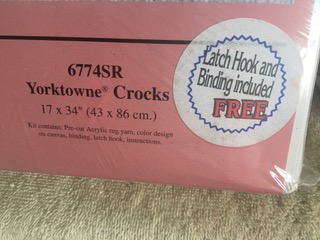 6774SR
Yorktowne® Crocks
17 x 34" (43 x 86 cm.)
Kit contains: Pre-cut Acrylic rug yarn, color design
on canvas, binding, latch hook, instructions.
Latch Hook and
Binding included
FREE